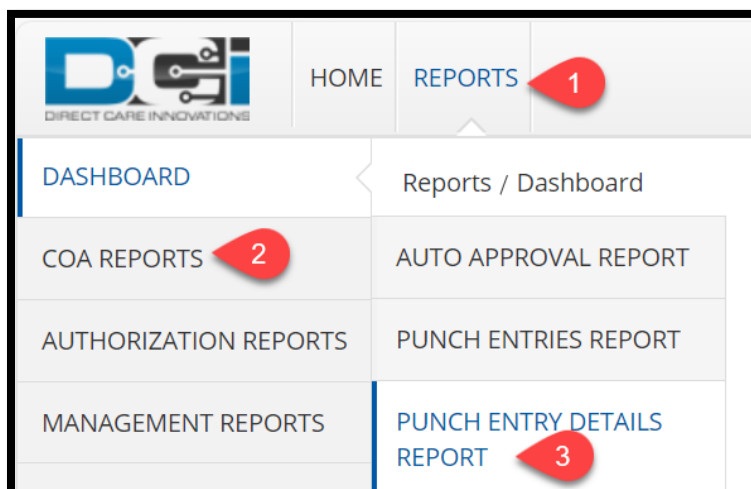 DCi
DIRECT CARE INNOVATIONS
HOME REPORTS 1
DASHBOARD
Reports / Dashboard
COA REPORTS 2
AUTO APPROVAL REPORT
AUTHORIZATION REPORTS
PUNCH ENTRIES REPORT
MANAGEMENT REPORTS
PUNCH ENTRY DETAILS
REPORT 3